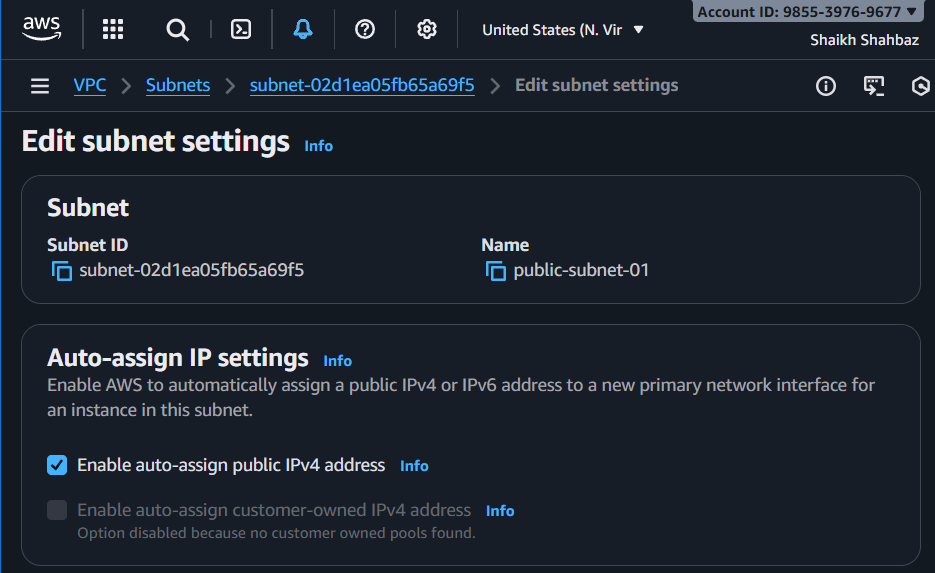 aws
United States (N. Vir
Account ID: 9855-3976-9677
Shaikh Shahbaz
VPC
Subnets
subnet-02d1ea05fb65a69f5
Edit subnet settings
Edit subnet settings
Info
Subnet
Subnet ID
Name
subnet-02d1ea05fb65a69f5
public-subnet-01
Auto-assign IP settings
Info
Enable AWS to automatically assign a public IPv4 or IPv6 address to a new primary network interface for
an instance in this subnet.
Enable auto-assign public IPv4 address
Info
Enable auto-assign customer-owned IPv4 address
Info
Option disabled because no customer owned pools found.